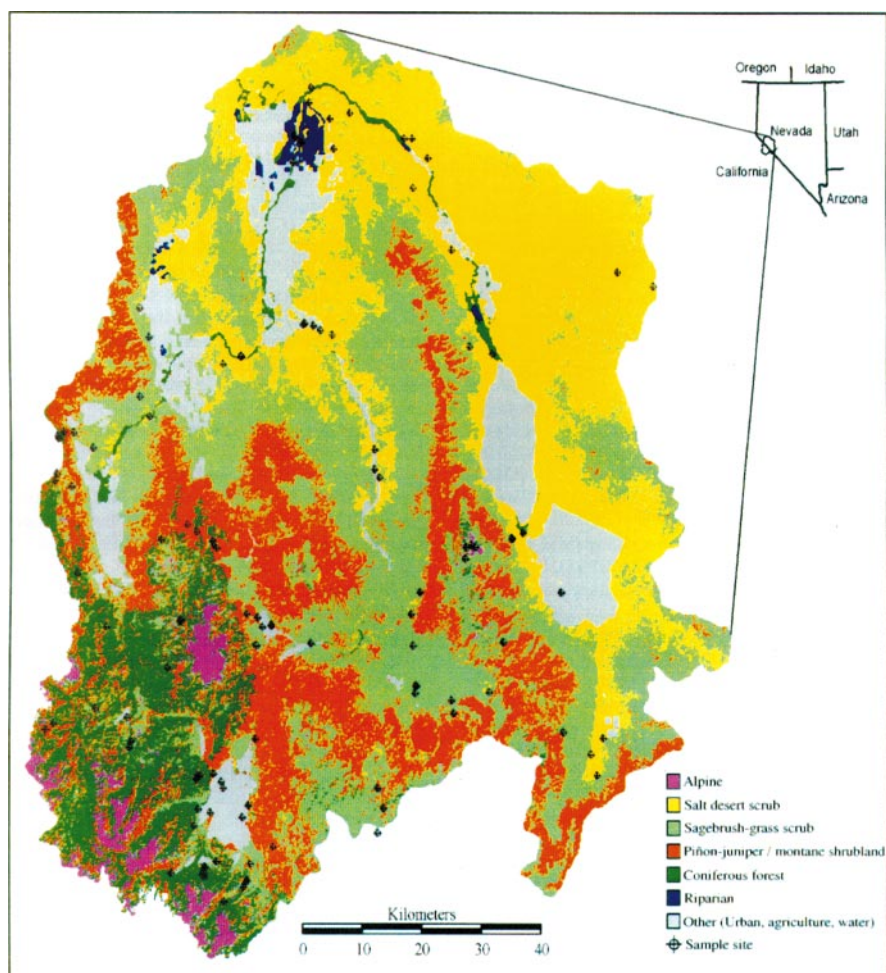 Oregon Idaho
Nevada Utah
California
Arizona
Alpine
Salt desert scrub
Sagebrush-grass scrub
Piñon-juniper / montane shrubland
Coniferous forest
Riparian
Other (Urban, agriculture, water)
Sample site
Kilometers
0 10 20 30 40